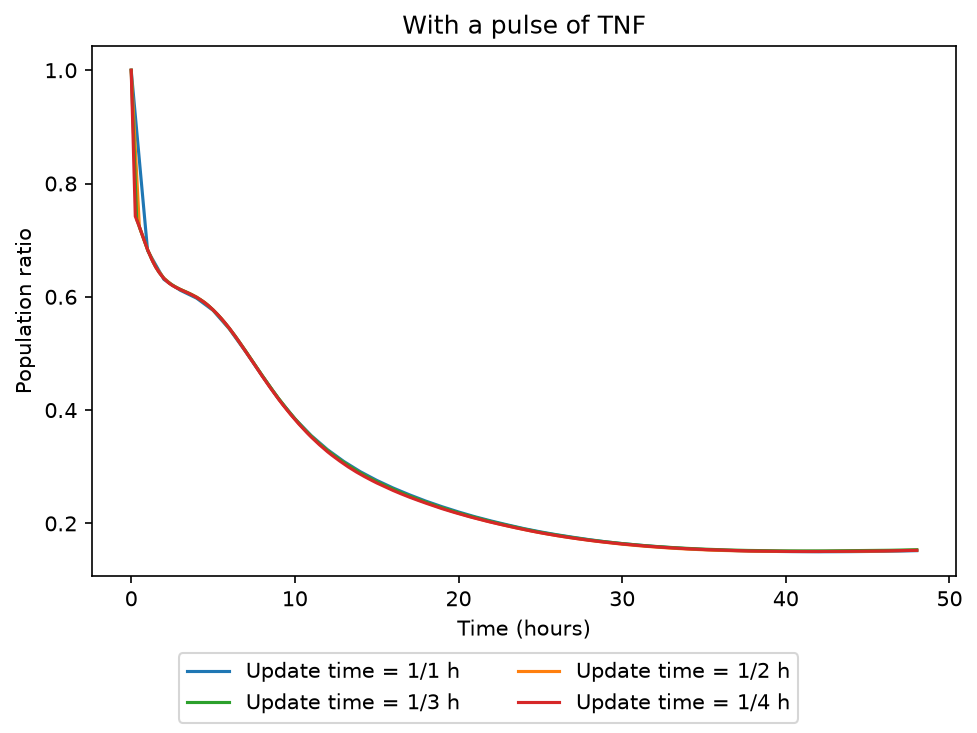 With a pulse of TNF
1.0
0.8
0.6
0.4
0.2
Population ratio
0 10 20 30 40 50
Time (hours)
Update time = 1/1 h Update time = 1/2 h
Update time = 1/3 h Update time = 1/4 h